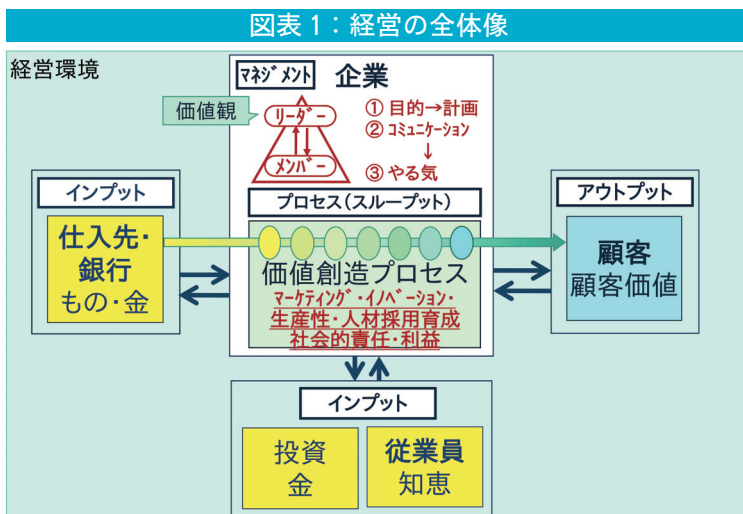 図表1：経営の全体像
経営環境
マネジメント
企業
価値観
リーダー
メンバー
① 目的→計画
② コミュニケーション
↓
③ やる気
インプット
仕入先・
銀行
もの・金
プロセス(スループット)
価値創造プロセス
マーケティング・イノベーション・
生産性・人材採用育成
社会的責任・利益
アウトプット
顧客
顧客価値
インプット
投資
金
従業員
知恵